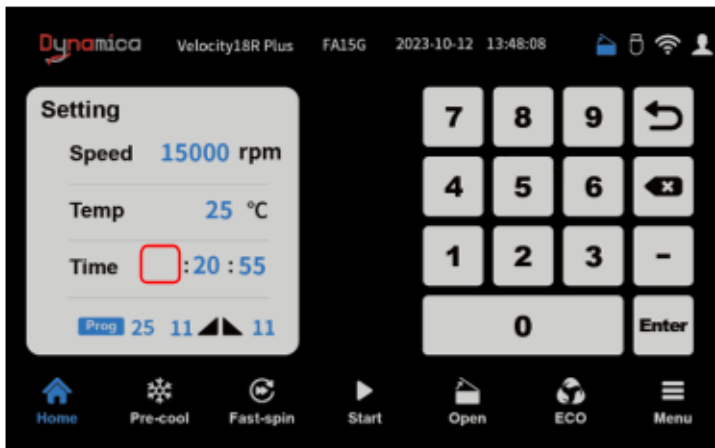 Dynamica Velocity18R Plus FA15G 2023-10-12 13:48:08
Setting
Speed 15000 rpm
Temp 25 °C
Time : 20 : 55
Prog 25 11 11
7 8 9
4 5 6
1 2 3 -
0 Enter
Home Pre-cool Fast-spin Start Open ECO Menu